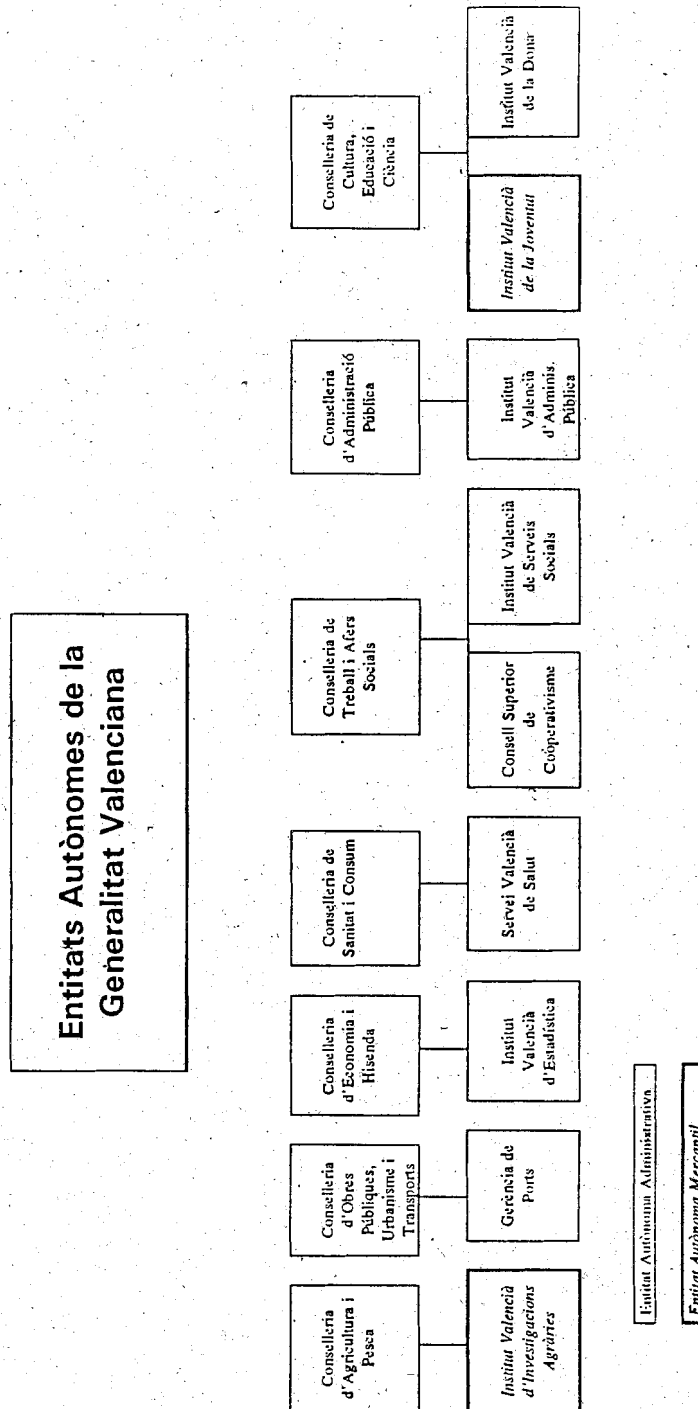 Entitats Autònomes de la
Generalitat Valenciana
Conselleria
d'Agricultura i
Pesca
Conselleria
d'Obres
Públiques,
Urbanisme i
Transports
Conselleria
d'Economia i
Hisenda
Conselleria de
Sanitat i Consum
Conselleria de
Treball i Afers
Socials
Conselleria
d'Administració
Pública
Conselleria de
Cultura,
Educació i
Ciència
Institut Valencià
d'Investigacions
Agràries
Gerència de
Ports
Institut
Valencià
d'Estadística
Servei Valencià
de Salut
Consell Superior
de
Cooperativisme
Institut Valencià
de Serveis
Socials
Institut
Valencià
d'Adminis.
Pública
Institut Valencià
de la Joventut
Institut Valencià
de la Dona
Entitat Autònoma Administrativa
Entitat Autònoma Mercantil